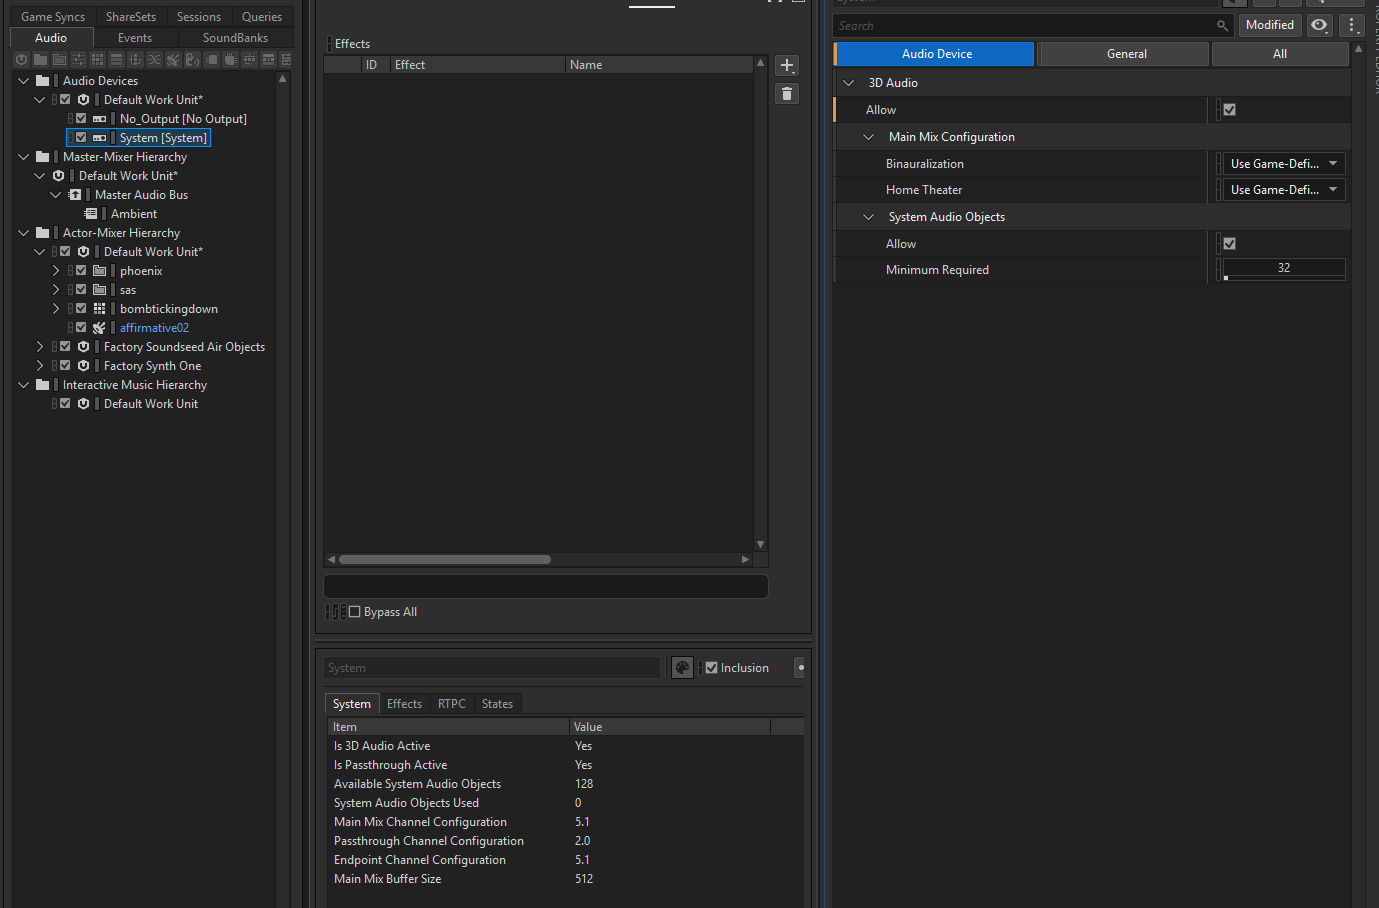 Game Syncs ShareSets Sessions Queries
Audio Events SoundBanks
Audio Devices
Default Work Unit*
No_Output [No Output]
System [System]
Master-Mixer Hierarchy
Default Work Unit*
Master Audio Bus
Ambient
Actor-Mixer Hierarchy
Default Work Unit*
phoenix
sas
bombtickingdown
affirmative02
Factory Soundseed Air Objects
Factory Synth One
Interactive Music Hierarchy
Default Work Unit
Effects
ID Effect Name
Bypass All
System
Inclusion
System Effects RTPC States
Item Value
Is 3D Audio Active Yes
Is Passthrough Active Yes
Available System Audio Objects 128
System Audio Objects Used 0
Main Mix Channel Configuration 5.1
Passthrough Channel Configuration 2.0
Endpoint Channel Configuration 5.1
Main Mix Buffer Size 512
Search
Modified
Audio Device General All
3D Audio
Allow
Main Mix Configuration
Binauralization Use Game-Defi...
Home Theater Use Game-Defi...
System Audio Objects
Allow
Minimum Required 32